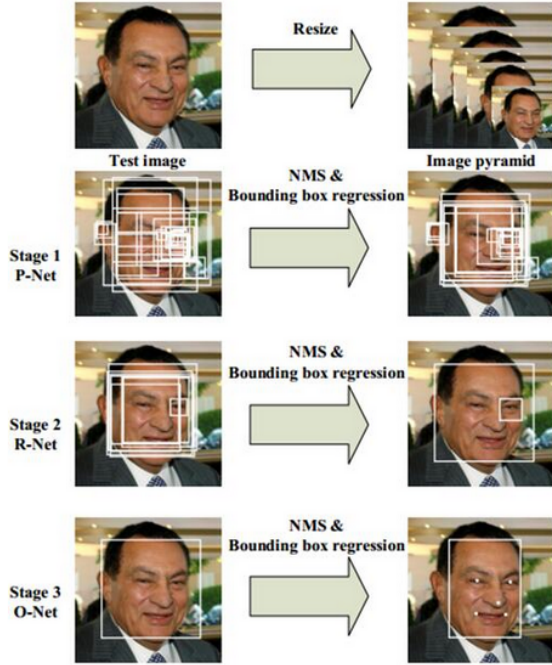 Resize
Test image
Image pyramid
NMS &
Bounding box regression
Stage 1
P-Net
NMS &
Bounding box regression
Stage 2
R-Net
NMS &
Bounding box regression
Stage 3
O-Net